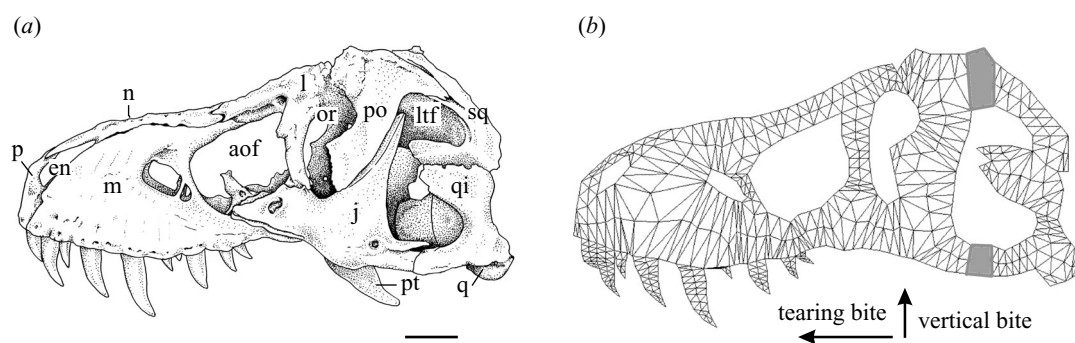 (a)
(b)
n
l
or
po
ltf
sq
p
en
aof
m
qi
j
pt
q
tearing bite
vertical bite